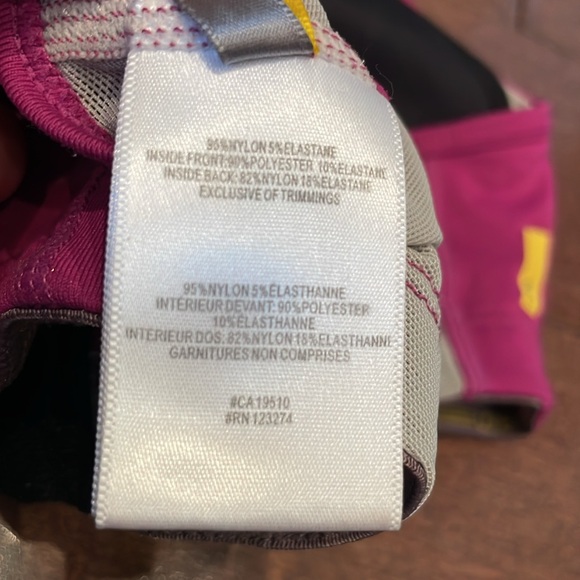 95%NYLON 5%ELASTANE
INSIDE FRONT:90%POLYESTER 10%ELASTANE
INSIDE BACK: 82%NYLON 18%ELASTANE
EXCLUSIVE OF TRIMMINGS
95%NYLON 5%ÉLASTHANNE
INTÉRIEUR DEVANT: 90%POLYESTER
10%ÉLASTHANNE
INTÉRIEUR DOS: 82%NYLON 18%ÉLASTHANNE
GARNITURES NON COMPRISES
#CA19510
#RN 123274